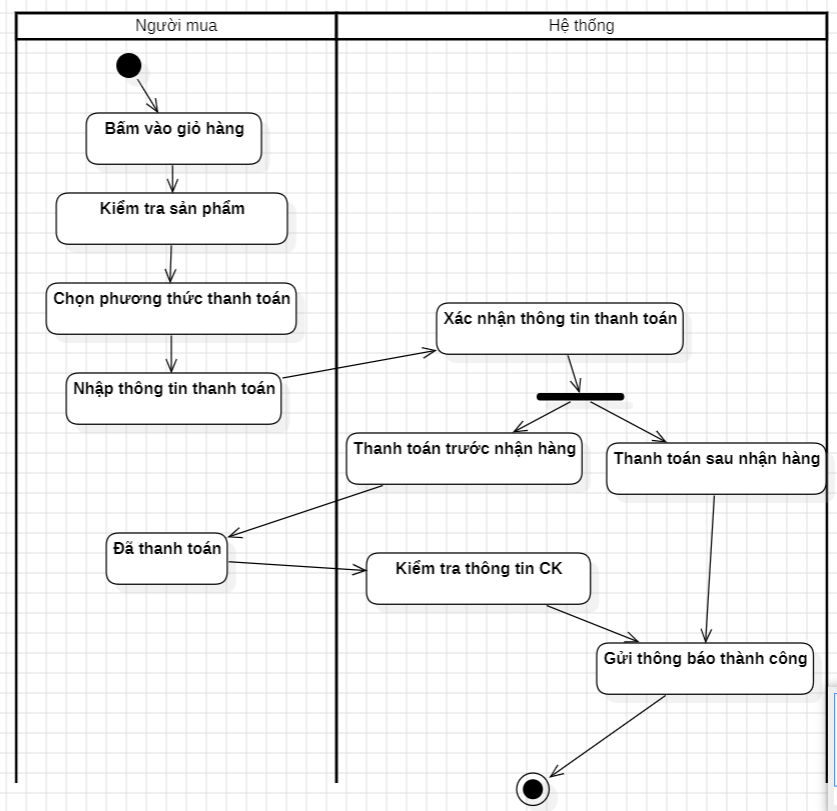 Người mua
Hệ thống
Bấm vào giỏ hàng
Kiểm tra sản phẩm
Chọn phương thức thanh toán
Xác nhận thông tin thanh toán
Nhập thông tin thanh toán
Thanh toán trước nhận hàng
Thanh toán sau nhận hàng
Đã thanh toán
Kiểm tra thông tin CK
Gửi thông báo thành công